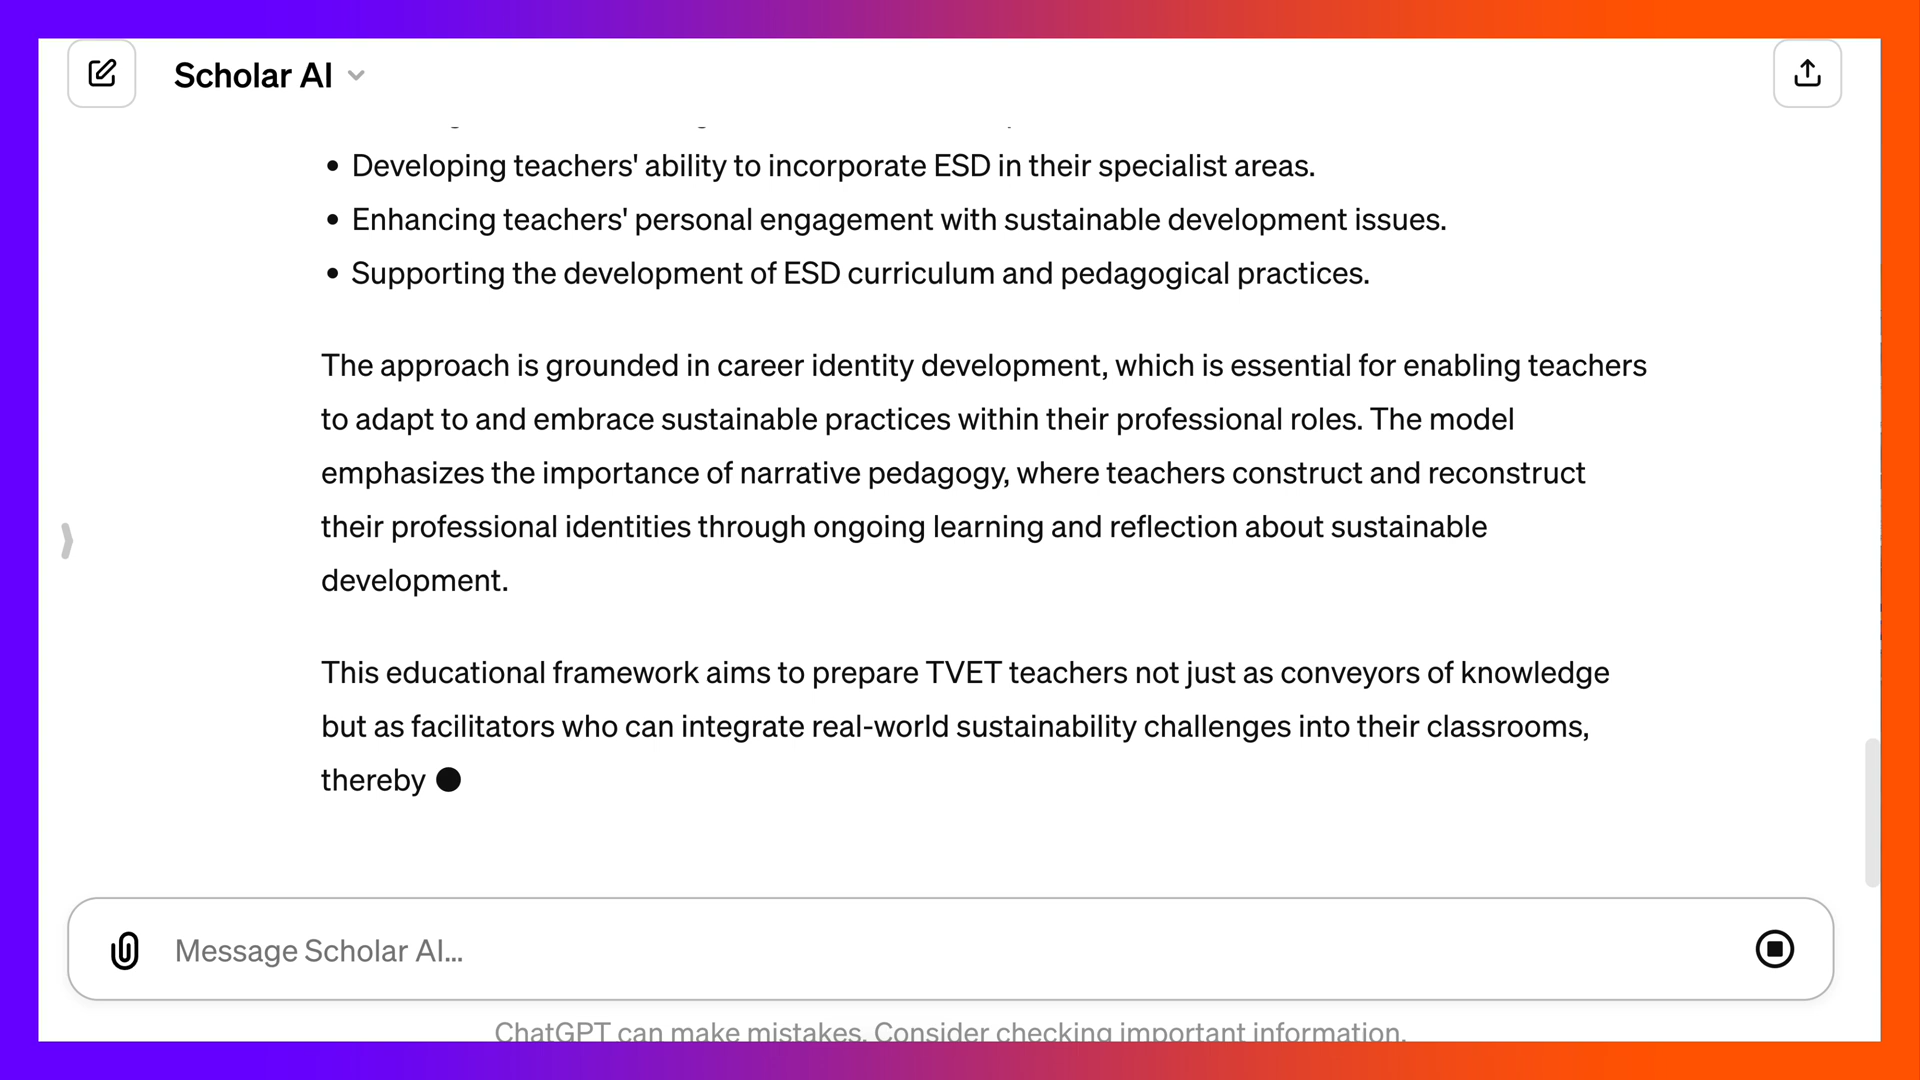 Scholar AI
• Developing teachers' ability to incorporate ESD in their specialist areas.
• Enhancing teachers' personal engagement with sustainable development issues.
• Supporting the development of ESD curriculum and pedagogical practices.
The approach is grounded in career identity development, which is essential for enabling teachers
to adapt to and embrace sustainable practices within their professional roles. The model
emphasizes the importance of narrative pedagogy, where teachers construct and reconstruct
their professional identities through ongoing learning and reflection about sustainable
development.
This educational framework aims to prepare TVET teachers not just as conveyors of knowledge
but as facilitators who can integrate real-world sustainability challenges into their classrooms,
thereby
Message Scholar AI...
ChatGPT can make mistakes. Consider checking important information.